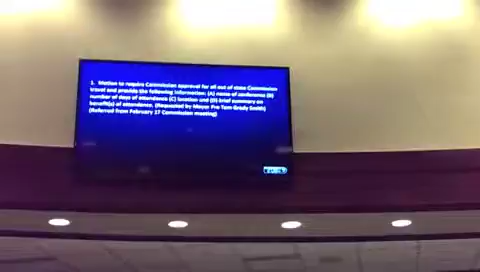 1. Motion to require Commission approval for all out of state Commission
travel and provide the following information: (A) name of conference (B)
number of days of attendance (C) location and (D) brief summary on
benefit(s) of attendance. (Requested by Mayor Pro Tem Grady Smith)
(Referred from February 17 Commission meeting)